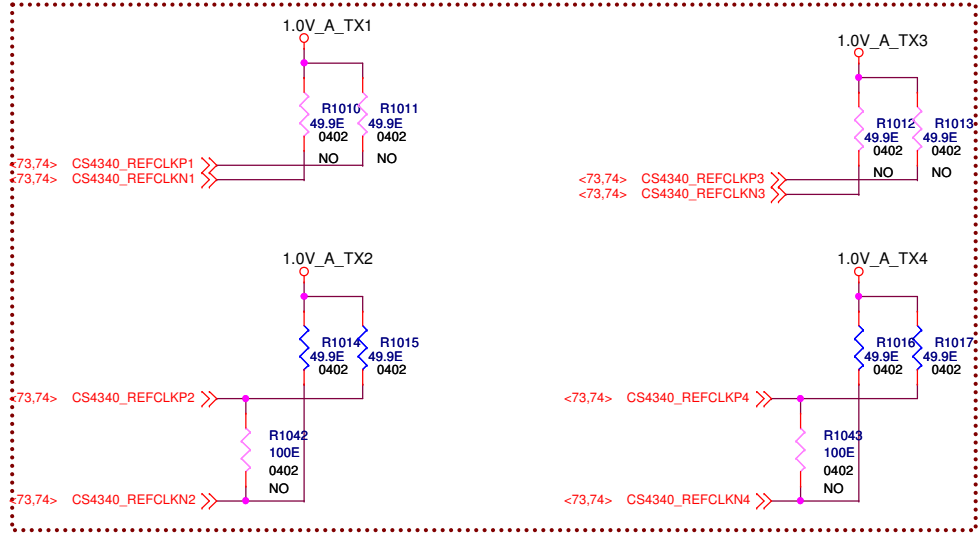 1.0V_A_TX1
R1010
R1011
49.9E
49.9E
0402
0402
NO
NO
<73,74> CS4340_REFCLKP1
<73,74> CS4340_REFCLKN1
1.0V_A_TX3
R1012
R1013
49.9E
49.9E
0402
0402
NO
NO
<73,74> CS4340_REFCLKP3
<73,74> CS4340_REFCLKN3
1.0V_A_TX2
R1014
R1015
49.9E
49.9E
0402
0402
<73,74> CS4340_REFCLKP2
R1042
100E
0402
NO
<73,74> CS4340_REFCLKN2
1.0V_A_TX4
R1016
R1017
49.9E
49.9E
0402
0402
<73,74> CS4340_REFCLKP4
R1043
100E
0402
NO
<73,74> CS4340_REFCLKN4